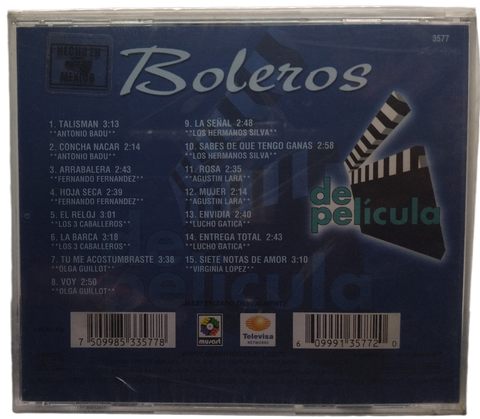 HECHO EN
MEXICO
3577
Boleros
1. TALISMAN 3:13
**ANTONIO BADU**
2. CONCHA NACAR 2:14
**ANTONIO BADU**
3. ARRABALERA 2:43
**FERNANDO FERNANDEZ**
4. HOJA SECA 2:39
**FERNANDO FERNANDEZ**
5. EL RELOJ 3.01
**LOS 3 CABALLEROS**
6. LA BARCA 3:18
**LOS 3 CABALLEROS**
7. TU ME ACOSTUMBRASTE 3:38
**OLGA GUILLOT**
8. VOY 2:50
**OLGA GUILLOT**
9. LA SEÑAL 2:48
**LOS HERMANOS SILVA**
10. SABES DE QUE TENGO GANAS 2:58
**LOS HERMANOS SILVA**
11. ROSA 2:35
**AGUSTIN LARA**
12. MUJER 2:14
**AGUSTIN LARA**
13. ENVIDIA 2:40
**LUCHO GATICA**
14. ENTREGA TOTAL 2:43
**LUCHO GATICA**
15. SIETE NOTAS DE AMOR 3:10
**VIRGINIA LOPEZ**
de
película
de
película
7 509985 335778
musart
Televisa
6 09991 35772 0